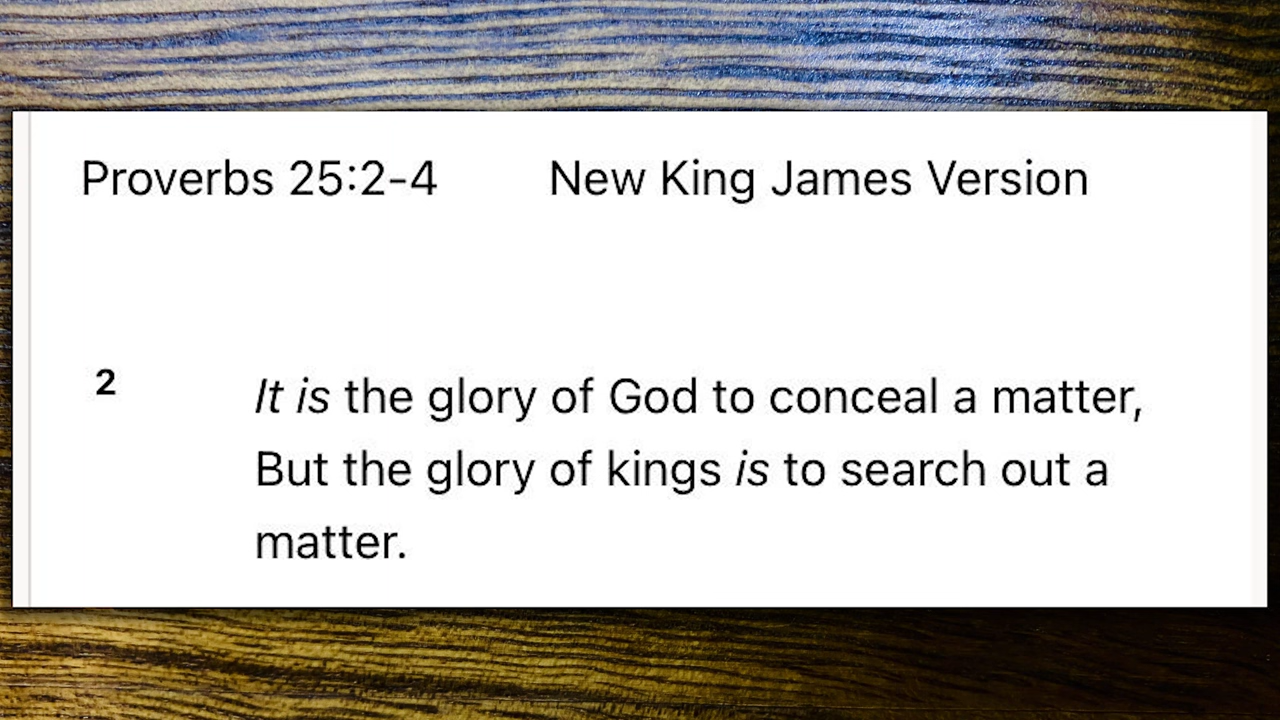 Proverbs 25:2-4 New King James Version
2 It is the glory of God to conceal a matter,
But the glory of kings is to search out a
matter.